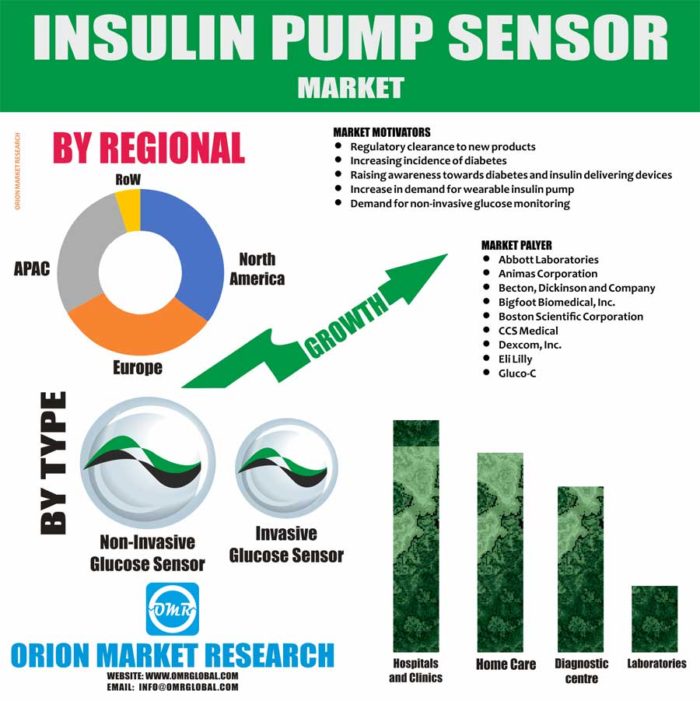 INSULIN PUMP SENSOR
MARKET
ORION MARKET RESEARCH
BY REGIONAL
RoW
APAC
North
America
Europe
MARKET MOTIVATORS
Regulatory clearance to new products
Increasing incidence of diabetes
Raising awareness towards diabetes and insulin delivering devices
Increase in demand for wearable insulin pump
Demand for non-invasive glucose monitoring
MARKET PALYER
Abbott Laboratories
Animas Corporation
Becton, Dickinson and Company
Bigfoot Biomedical, Inc.
Boston Scientific Corporation
CCS Medical
Dexcom, Inc.
Eli Lilly
Gluco-C
GROWTH
BY TYPE
Non-Invasive
Glucose Sensor
Invasive
Glucose Sensor
OMR
ORION MARKET RESEARCH
WEBSITE: WWW.OMRGLOBAL.COM
EMAIL: INFO@OMRGLOBAL.COM
Hospitals
and Clinics
Home Care
Diagnostic
centre
Laboratories